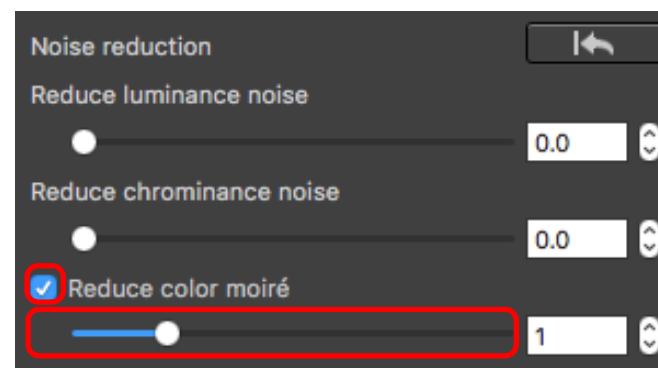 Noise reduction
Reduce luminance noise
0.0
Reduce chrominance noise
0.0
Reduce color moiré
1